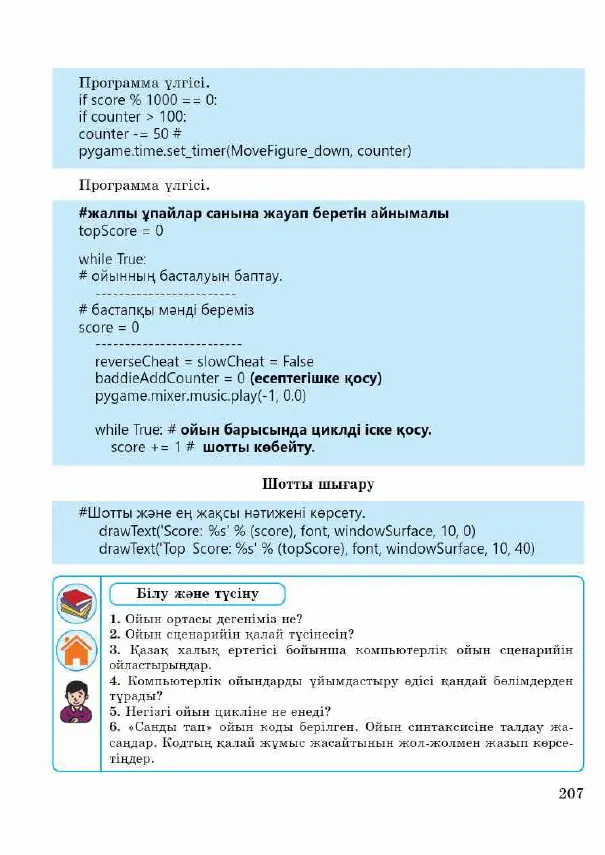 Программа үлгісі.
if score % 1000 == 0:
if counter > 100:
counter -= 50 #
pygame.time.set_timer(MoveFigure_down, counter)
Программа үлгісі.
#жалпы ұпайлар санына жауап беретін айнымалы
topScore = 0
while True:
# ойынның басталуын баптау.
------------------------
# бастапқы мәнді береміз
score = 0
-------------------------
reverseCheat = slowCheat = False
baddieAddCounter = 0 (есептегішке қосу)
pygame.mixer.music.play(-1, 0.0)
while True: # ойын барысында циклді іске қосу.
score += 1 # шотты көбейту.
Шотты шығару
#Шотты және ең жақсы нәтижені көрсету.
drawText('Score: %s' % (score), font, windowSurface, 10, 0)
drawText('Top Score: %s' % (topScore), font, windowSurface, 10, 40)
Білу және түсіну
1. Ойын ортасы дегеніміз не?
2. Ойын сценарийін қалай түсінесің?
3. Қазақ халық ертегісі бойынша компьютерлік ойын сценарийін
ойластырыңдар.
4. Компьютерлік ойындарды ұйымдастыру әдісі қандай бөлімдерден
тұрады?
5. Негізгі ойын цикліне не енеді?
6. «Санды тап» ойын коды берілген. Ойын синтаксисіне талдау жа-
саңдар. Кодтың қалай жұмыс жасайтынын жол-жолмен жазып көрсе-
тіңдер.
207